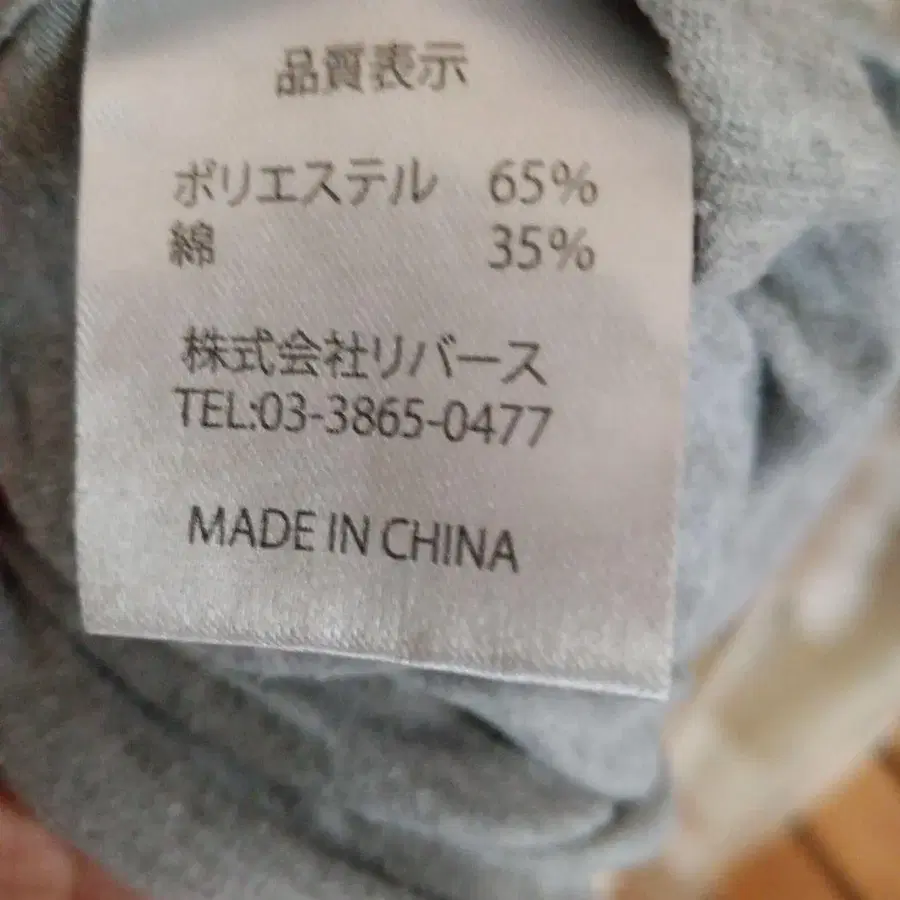 品質表示
ポリエステル 65%
綿 35%
株式会社リバース
TEL:03-3865-0477
MADE IN CHINA